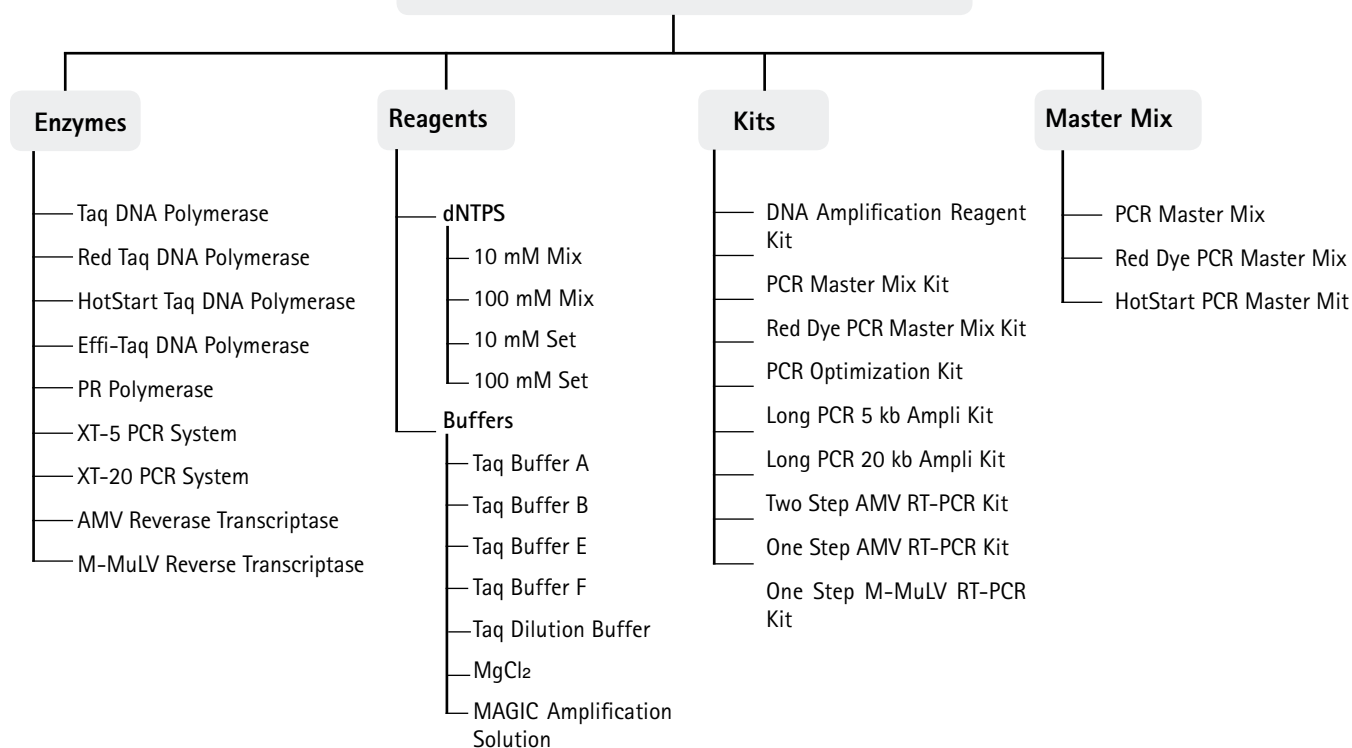 Enzymes
Taq DNA Polymerase
Red Taq DNA Polymerase
HotStart Taq DNA Polymerase
Effi-Taq DNA Polymerase
PR Polymerase
XT-5 PCR System
XT-20 PCR System
AMV Reverase Transcriptase
M-MuLV Reverse Transcriptase
Reagents
dNTPS
10 mM Mix
100 mM Mix
10 mM Set
100 mM Set
Buffers
Taq Buffer A
Taq Buffer B
Taq Buffer E
Taq Buffer F
Taq Dilution Buffer
MgCl2
MAGIC Amplification
Solution
Kits
DNA Amplification Reagent
Kit
PCR Master Mix Kit
Red Dye PCR Master Mix Kit
PCR Optimization Kit
Long PCR 5 kb Ampli Kit
Long PCR 20 kb Ampli Kit
Two Step AMV RT-PCR Kit
One Step AMV RT-PCR Kit
One Step M-MuLV RT-PCR
Kit
Master Mix
PCR Master Mix
Red Dye PCR Master Mix
HotStart PCR Master Mit